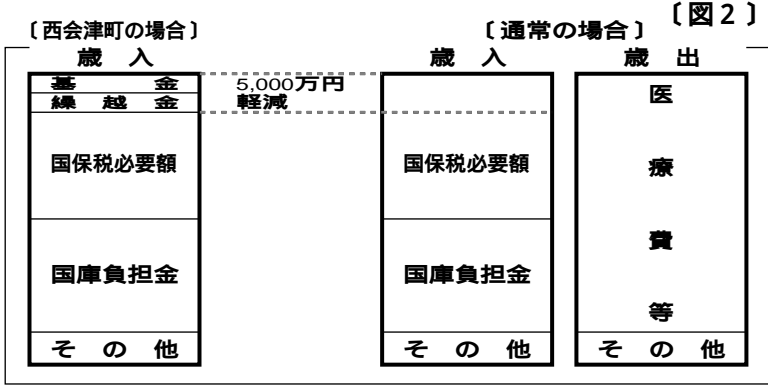 〔図2〕
〔西会津町の場合〕
〔通常の場合〕
歳入
歳入
歳出
基金
繰越金
5,000万円
軽減
国保税必要額
国庫負担金
その他
国保税必要額
国庫負担金
その他
医
療
費
等
その他